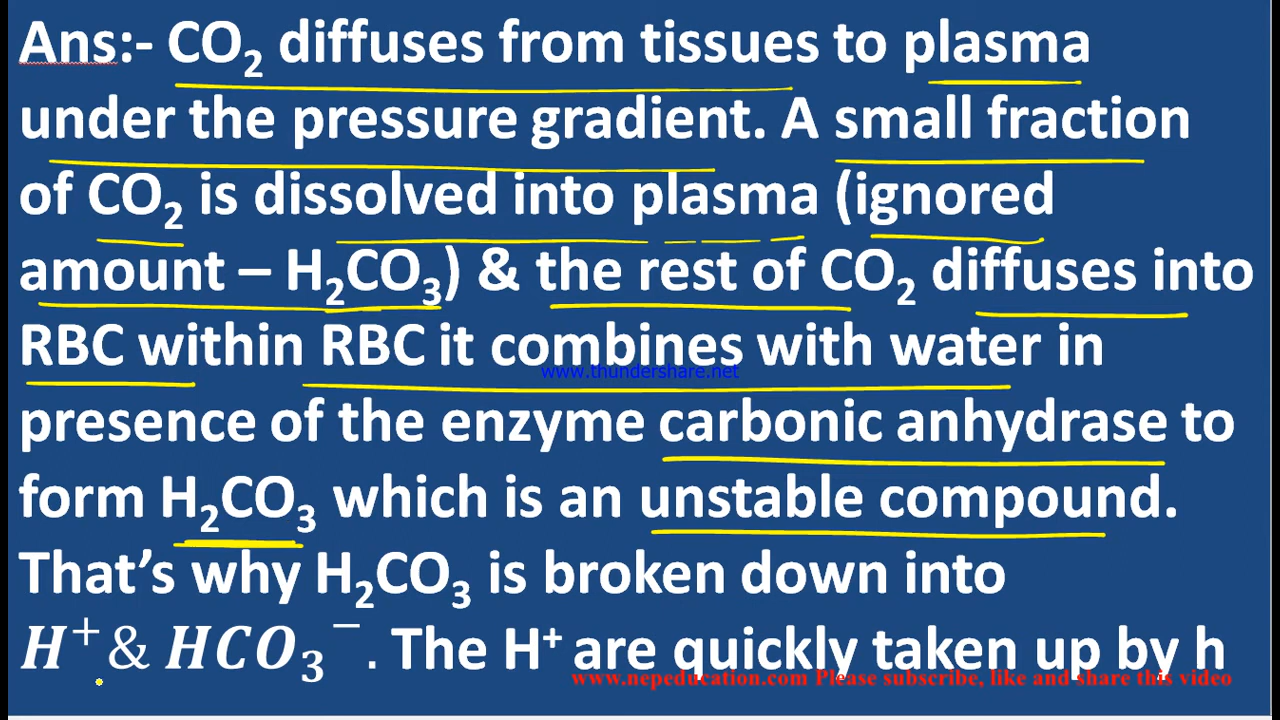 Ans:- CO₂ diffuses from tissues to plasma
under the pressure gradient. A small fraction
of CO₂ is dissolved into plasma (ignored
amount – H₂CO₃) & the rest of CO₂ diffuses into
RBC within RBC it combines with water in
www.thundershare.net
presence of the enzyme carbonic anhydrase to
form H₂CO₃ which is an unstable compound.
That’s why H₂CO₃ is broken down into
H⁺ & HCO₃⁻. The H⁺ are quickly taken up by h
www.nepeducation.com Please subscribe, like and share this video